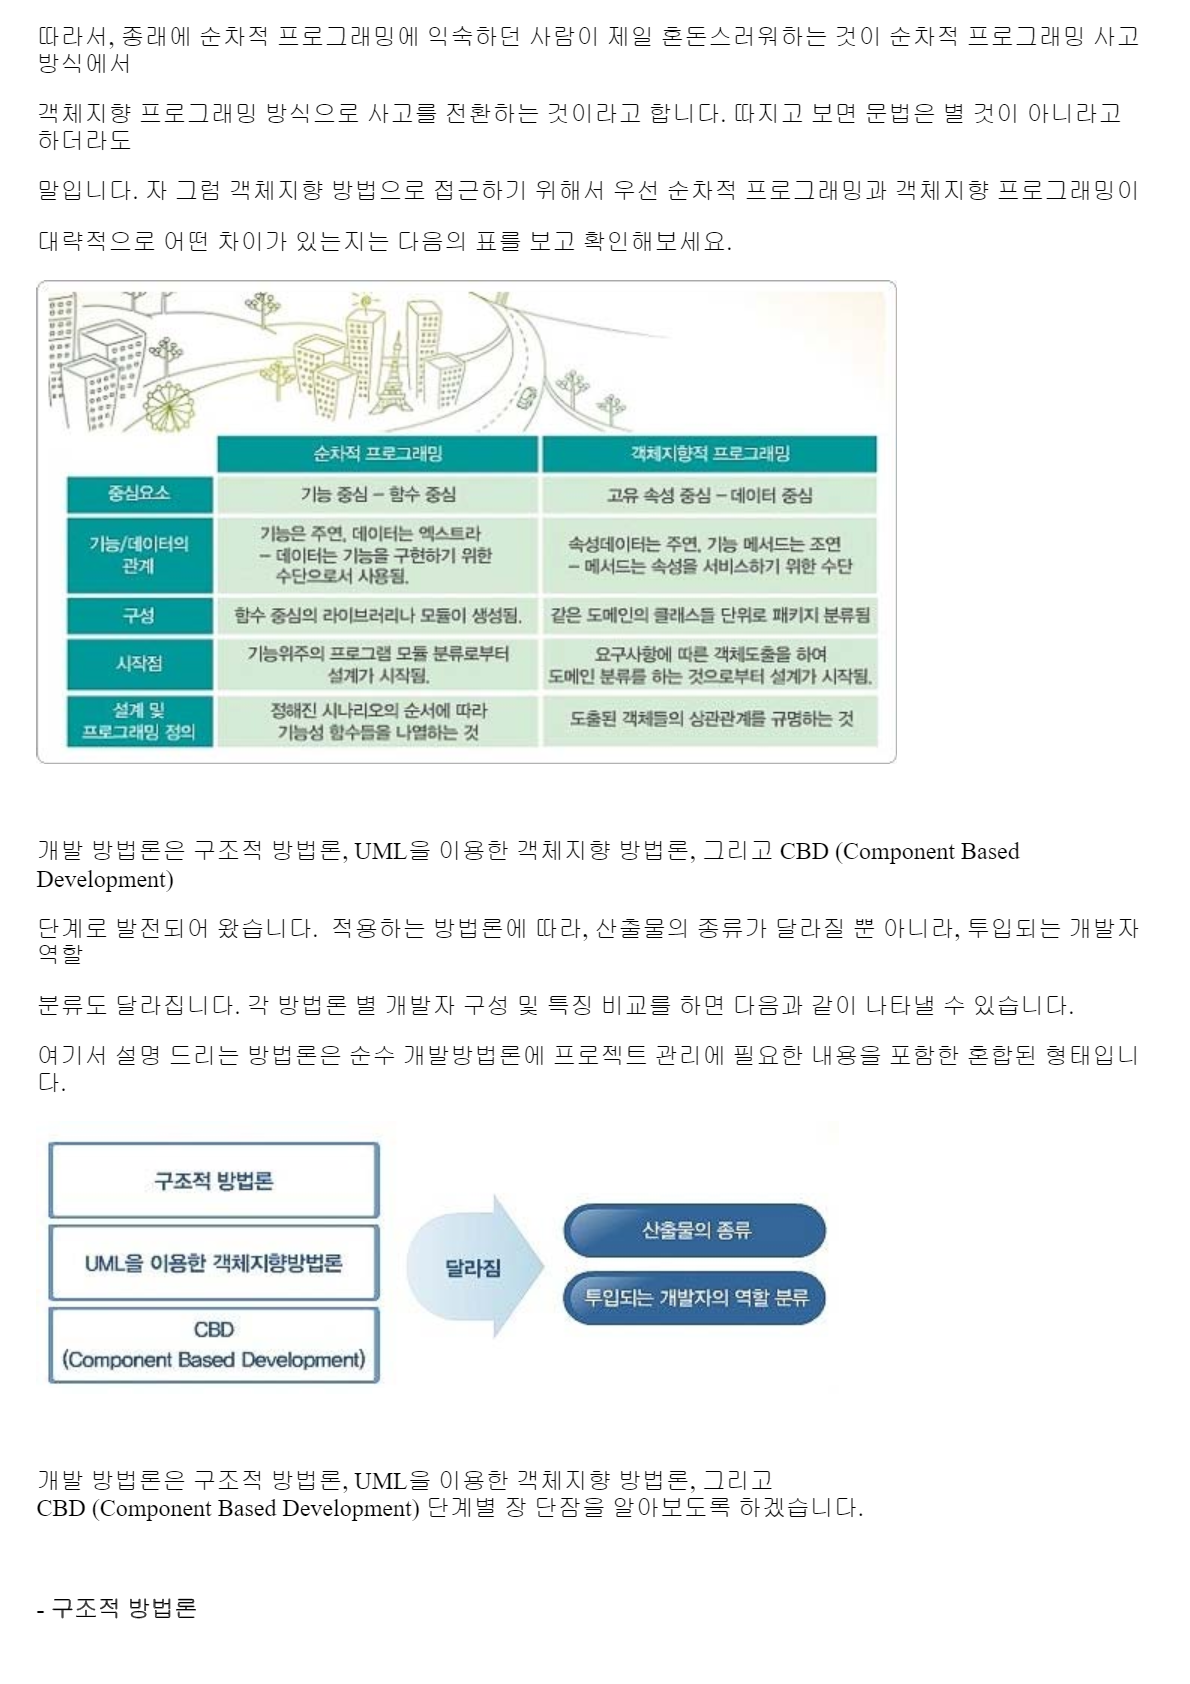 따라서, 종래에 순차적 프로그래밍에 익숙하던 사람이 제일 혼돈스러워하는 것이 순차적 프로그래밍 사고
방식에서
객체지향 프로그래밍 방식으로 사고를 전환하는 것이라고 합니다. 따지고 보면 문법은 별 것이 아니라고
하더라도
말입니다. 자 그럼 객체지향 방법으로 접근하기 위해서 우선 순차적 프로그래밍과 객체지향 프로그래밍이
대략적으로 어떤 차이가 있는지는 다음의 표를 보고 확인해보세요.
순차적 프로그래밍 객체지향적 프로그래밍
중심요소 기능 중심 – 함수 중심 고유 속성 중심 – 데이터 중심
기능/데이터의
관계
기능은 주연, 데이터는 엑스트라
– 데이터는 기능을 구현하기 위한
수단으로서 사용됨.
속성데이터는 주연, 기능 메서드는 조연
– 메서드는 속성을 서비스하기 위한 수단
구성 함수 중심의 라이브러리나 모듈이 생성됨. 같은 도메인의 클래스들 단위로 패키지 분류됨
시작점
기능위주의 프로그램 모듈 분류로부터
설계가 시작됨.
요구사항에 따른 객체도출을 하여
도메인 분류를 하는 것으로부터 설계가 시작됨.
설계 및
프로그래밍 정의
정해진 시나리오의 순서에 따라
기능성 함수들을 나열하는 것
도출된 객체들의 상관관계를 규명하는 것
개발 방법론은 구조적 방법론, UML을 이용한 객체지향 방법론, 그리고 CBD (Component Based
Development)
단계로 발전되어 왔습니다. 적용하는 방법론에 따라, 산출물의 종류가 달라질 뿐 아니라, 투입되는 개발자
역할
분류도 달라집니다. 각 방법론 별 개발자 구성 및 특징 비교를 하면 다음과 같이 나타낼 수 있습니다.
여기서 설명 드리는 방법론은 순수 개발방법론에 프로젝트 관리에 필요한 내용을 포함한 혼합된 형태입니
다.
구조적 방법론
UML을 이용한 객체지향방법론
CBD
(Component Based Development)
달라짐
산출물의 종류
투입되는 개발자의 역할 분류
개발 방법론은 구조적 방법론, UML을 이용한 객체지향 방법론, 그리고
CBD (Component Based Development) 단계별 장 단잠을 알아보도록 하겠습니다.
- 구조적 방법론